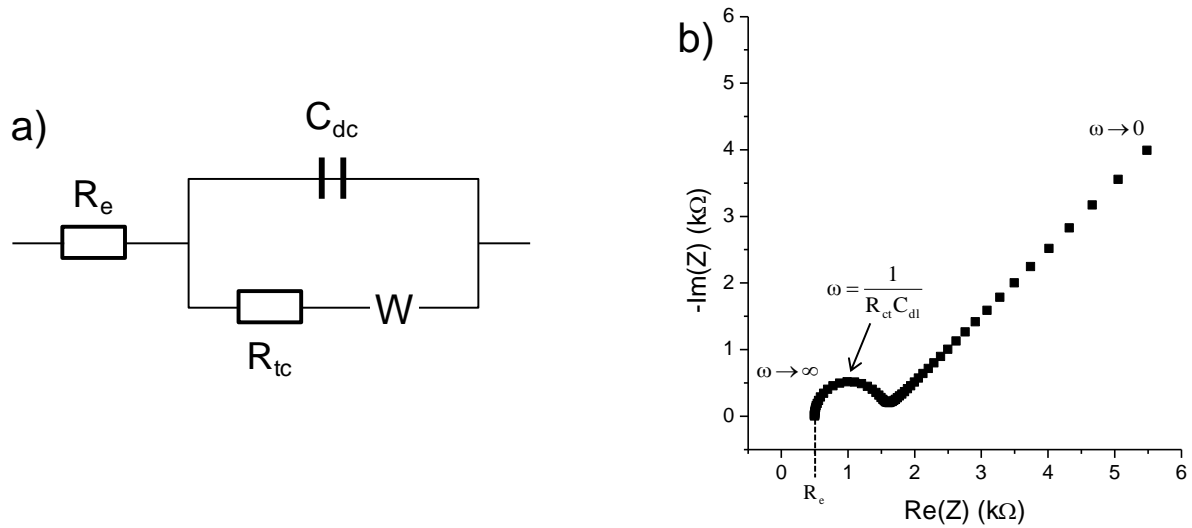 a)
C_dc
R_e
W
R_tc
b)
6
5
4
3
2
1
0
-Im(Z) (kΩ)
ω→0
ω = 1 / R_ct C_dl
ω→∞
0 1 2 3 4 5 6
R_e
Re(Z) (kΩ)